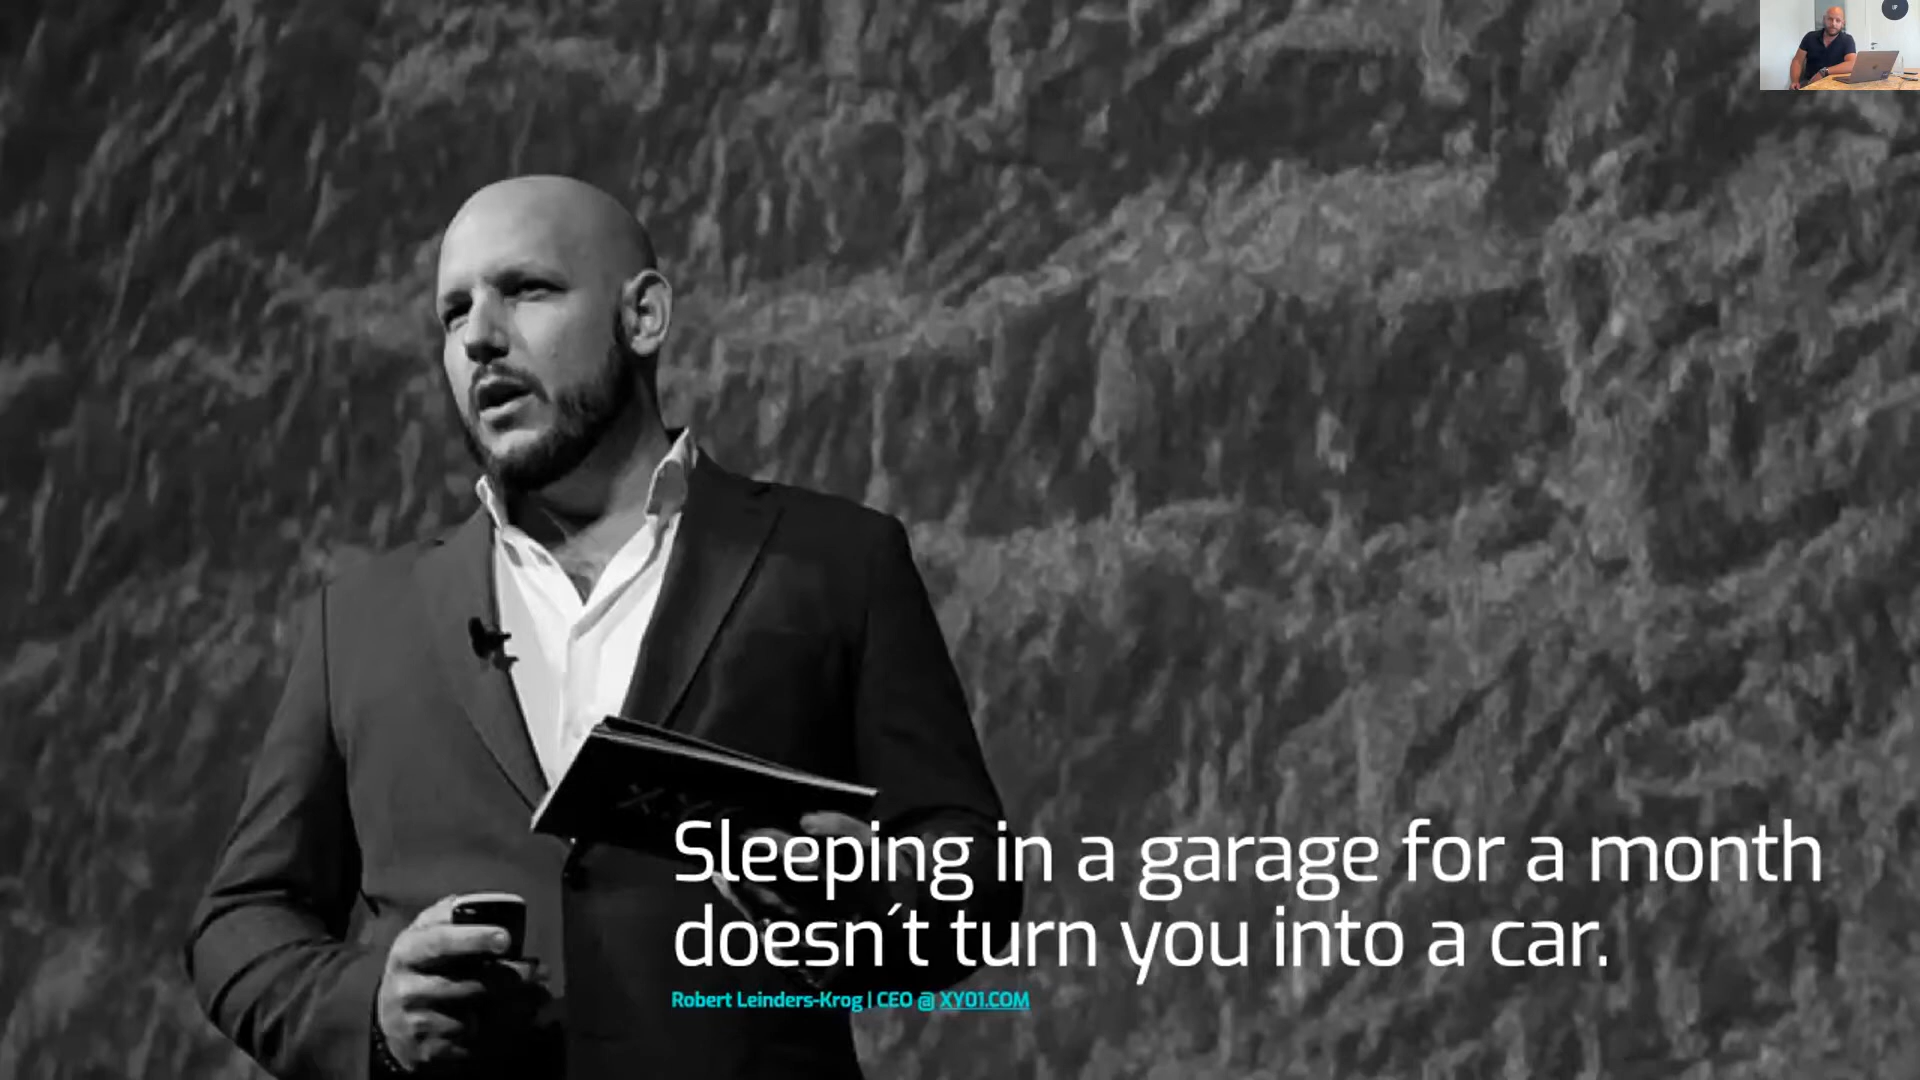 Sleeping in a garage for a month
doesn´t turn you into a car.
Robert Leinders-Krog | CEO @ XY01.COM